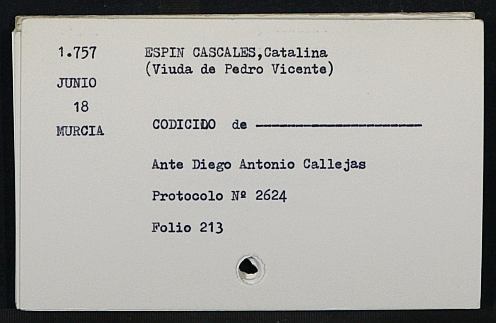 1.757 ESPIN CASCALES,Catalina
(Viuda de Pedro Vicente)
JUNIO
18
MURCIA CODICIDO de ----------------------
Ante Diego Antonio Callejas
Protocolo Nº 2624
Folio 213